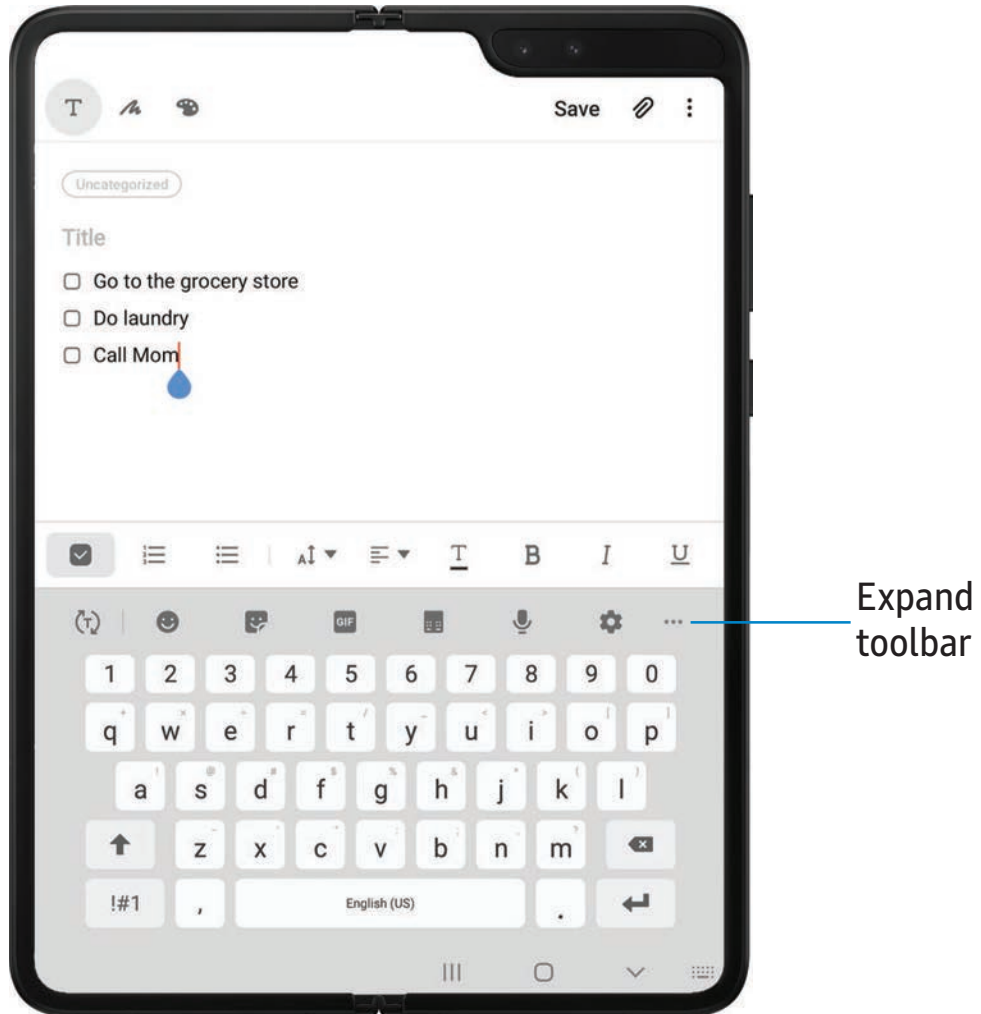 T Save
Uncategorized
Title
Go to the grocery store
Do laundry
Call Mom
A T B I U
T GIF
Expand
toolbar
1 2 3 4 5 6 7 8 9 0
q w e r t y u i o p
a s d f g h j k l
z x c v b n m
!#1 , English (US) .